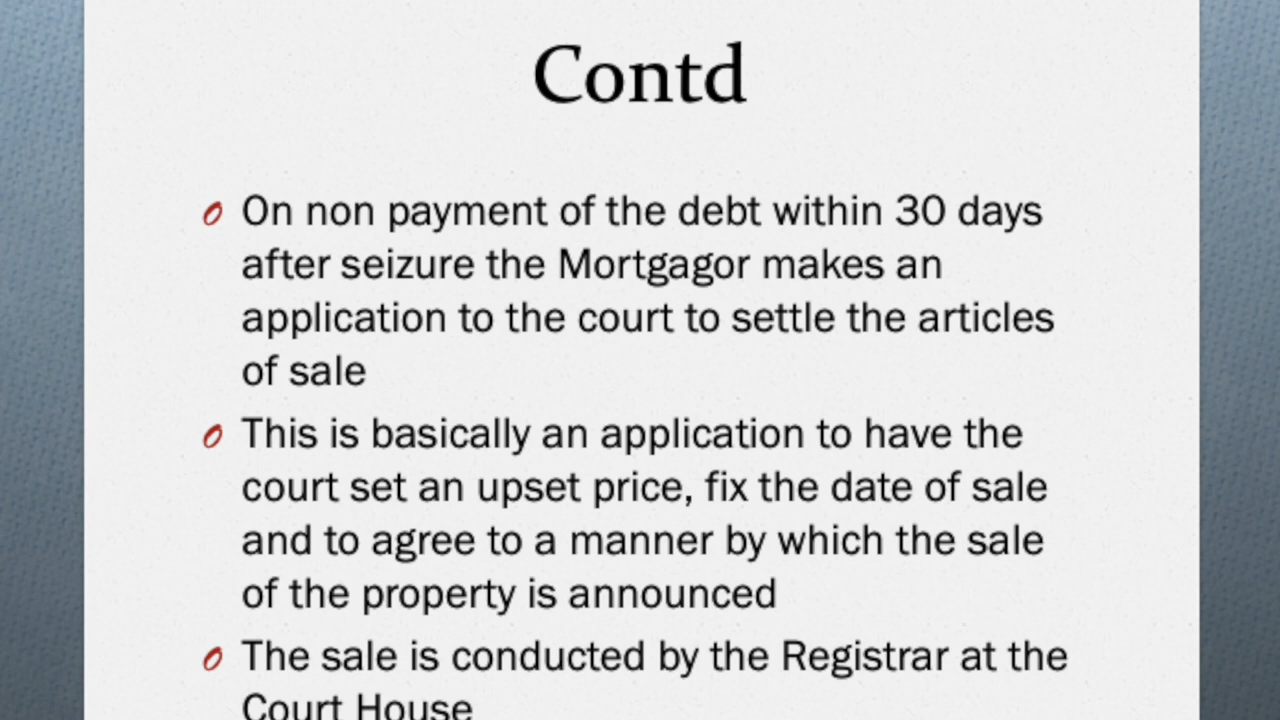 Contd
On non payment of the debt within 30 days
after seizure the Mortgagor makes an
application to the court to settle the articles
of sale
This is basically an application to have the
court set an upset price, fix the date of sale
and to agree to a manner by which the sale
of the property is announced
The sale is conducted by the Registrar at the
Court House